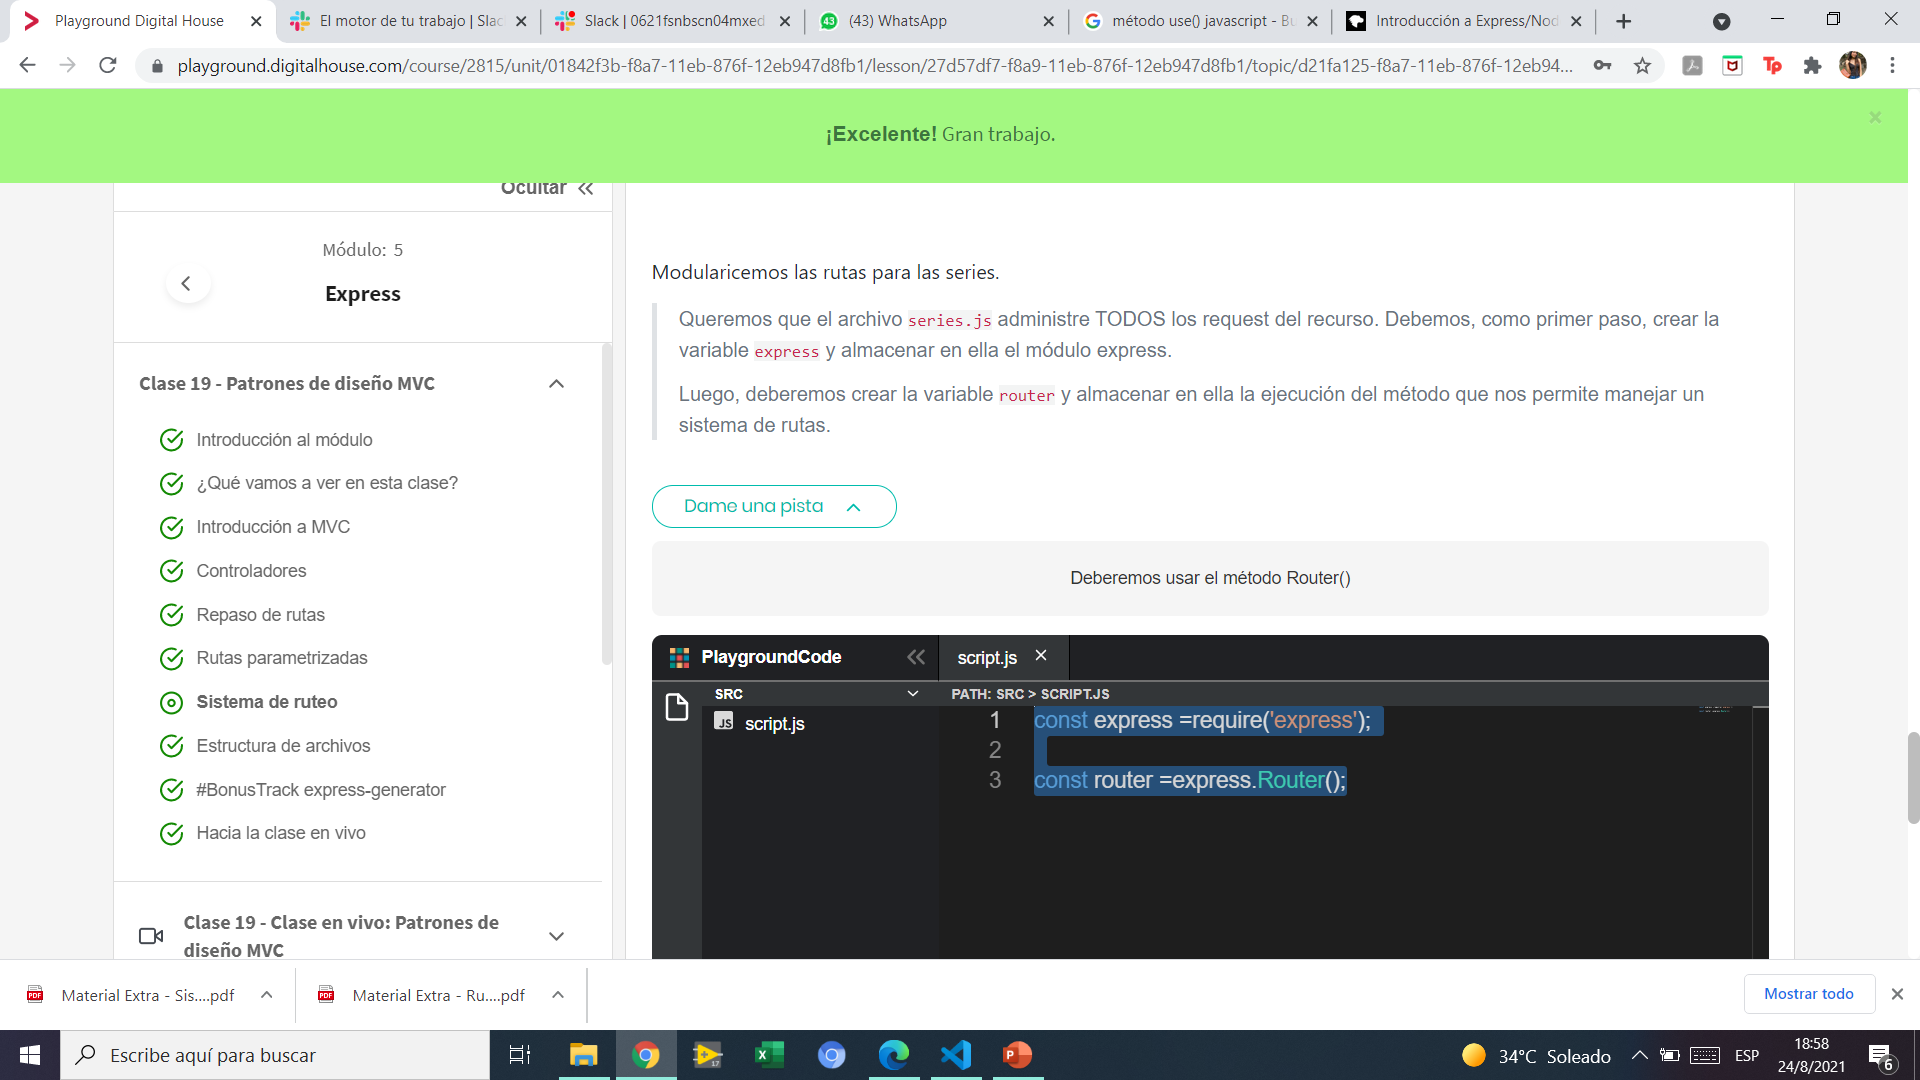 Playground Digital House
El motor de tu trabajo | Slac
Slack | 0621fsnbscn04mxed
(43) WhatsApp
método use() javascript - Bu
Introducción a Express/Nod
playground.digitalhouse.com/course/2815/unit/01842f3b-f8a7-11eb-876f-12eb947d8fb1/lesson/27d57df7-f8a9-11eb-876f-12eb947d8fb1/topic/d21fa125-f8a7-11eb-876f-12eb94...
¡Excelente! Gran trabajo.
Ocultar
Módulo: 5
Express
Clase 19 - Patrones de diseño MVC
Introducción al módulo
¿Qué vamos a ver en esta clase?
Introducción a MVC
Controladores
Repaso de rutas
Rutas parametrizadas
Sistema de ruteo
Estructura de archivos
#BonusTrack express-generator
Hacia la clase en vivo
Clase 19 - Clase en vivo: Patrones de
diseño MVC
Modularicemos las rutas para las series.
Queremos que el archivo series.js administre TODOS los request del recurso. Debemos, como primer paso, crear la
variable express y almacenar en ella el módulo express.
Luego, deberemos crear la variable router y almacenar en ella la ejecución del método que nos permite manejar un
sistema de rutas.
Dame una pista
Deberemos usar el método Router()
PlaygroundCode
script.js
SRC
PATH: SRC > SCRIPT.JS
JS script.js
1 const express =require('express');
2
3 const router =express.Router();
Material Extra - Sis....pdf
Material Extra - Ru....pdf
Mostrar todo
Escribe aquí para buscar
34°C Soleado
ESP
18:58
24/8/2021
6